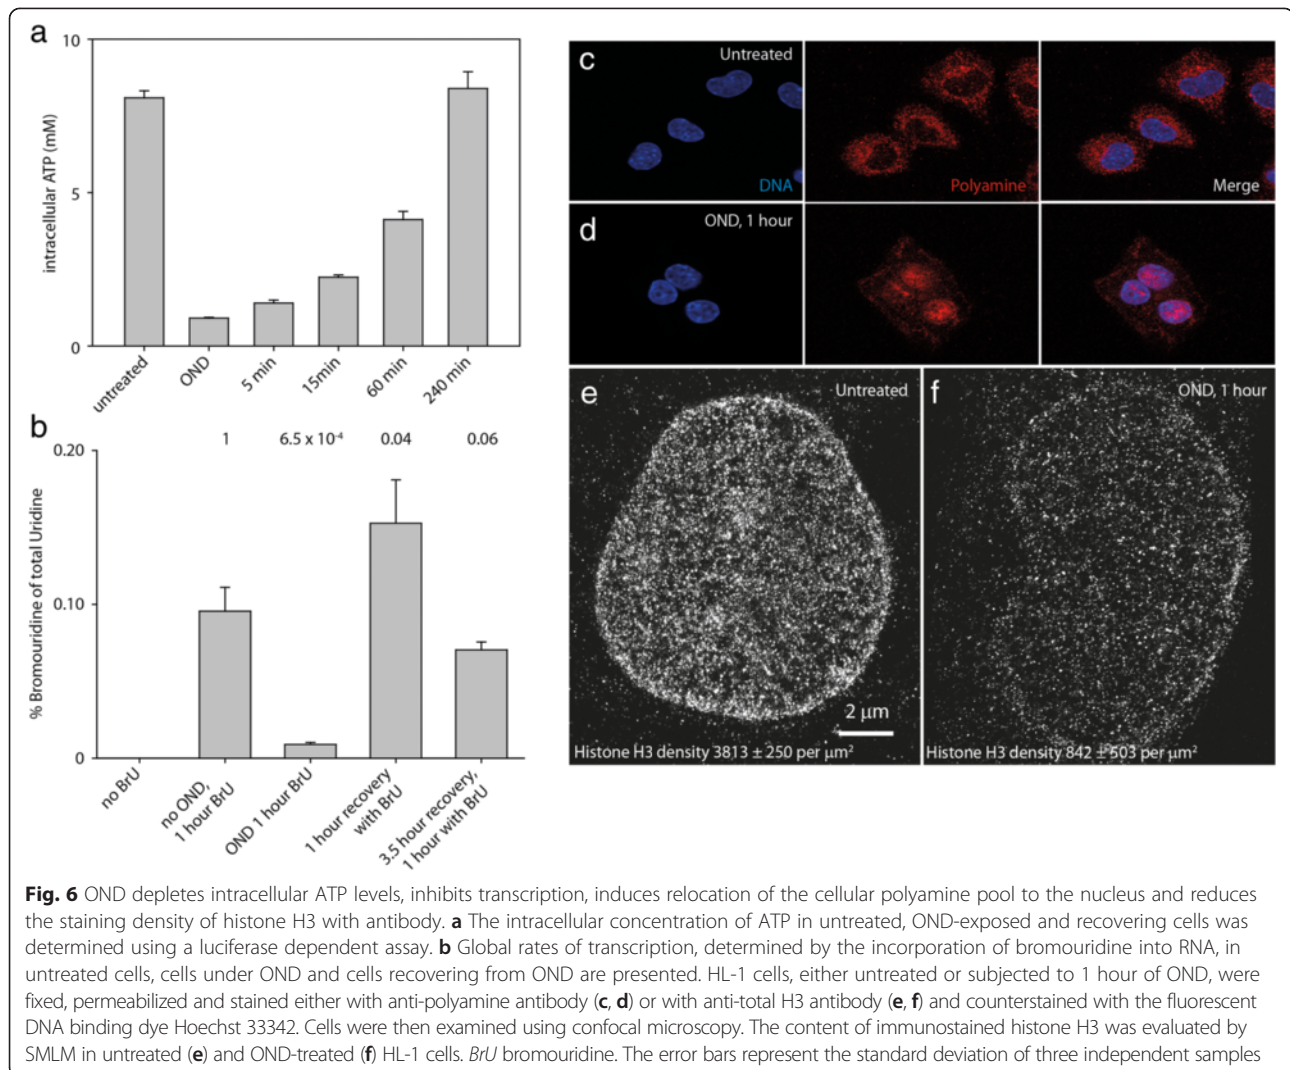 a
10
5
0
intracellular ATP (mM)
untreated
OND
5 min
15min
60 min
240 min
b
1
6.5 x 10⁻⁴
0.04
0.06
0.20
0.10
0
% Bromouridine of total Uridine
no BrU
no OND,
1 hour BrU
OND 1 hour BrU
1 hour recovery
with BrU
3.5 hour recovery,
1 hour with BrU
c
Untreated
DNA
Polyamine
Merge
d
OND, 1 hour
e
Untreated
2 µm
Histone H3 density 3813 ± 250 per µm²
f
OND, 1 hour
Histone H3 density 842 ± 503 per µm²
Fig. 6 OND depletes intracellular ATP levels, inhibits transcription, induces relocation of the cellular polyamine pool to the nucleus and reduces
the staining density of histone H3 with antibody. a The intracellular concentration of ATP in untreated, OND-exposed and recovering cells was
determined using a luciferase dependent assay. b Global rates of transcription, determined by the incorporation of bromouridine into RNA, in
untreated cells, cells under OND and cells recovering from OND are presented. HL-1 cells, either untreated or subjected to 1 hour of OND, were
fixed, permeabilized and stained either with anti-polyamine antibody (c, d) or with anti-total H3 antibody (e, f) and counterstained with the fluorescent
DNA binding dye Hoechst 33342. Cells were then examined using confocal microscopy. The content of immunostained histone H3 was evaluated by
SMLM in untreated (e) and OND-treated (f) HL-1 cells. BrU bromouridine. The error bars represent the standard deviation of three independent samples